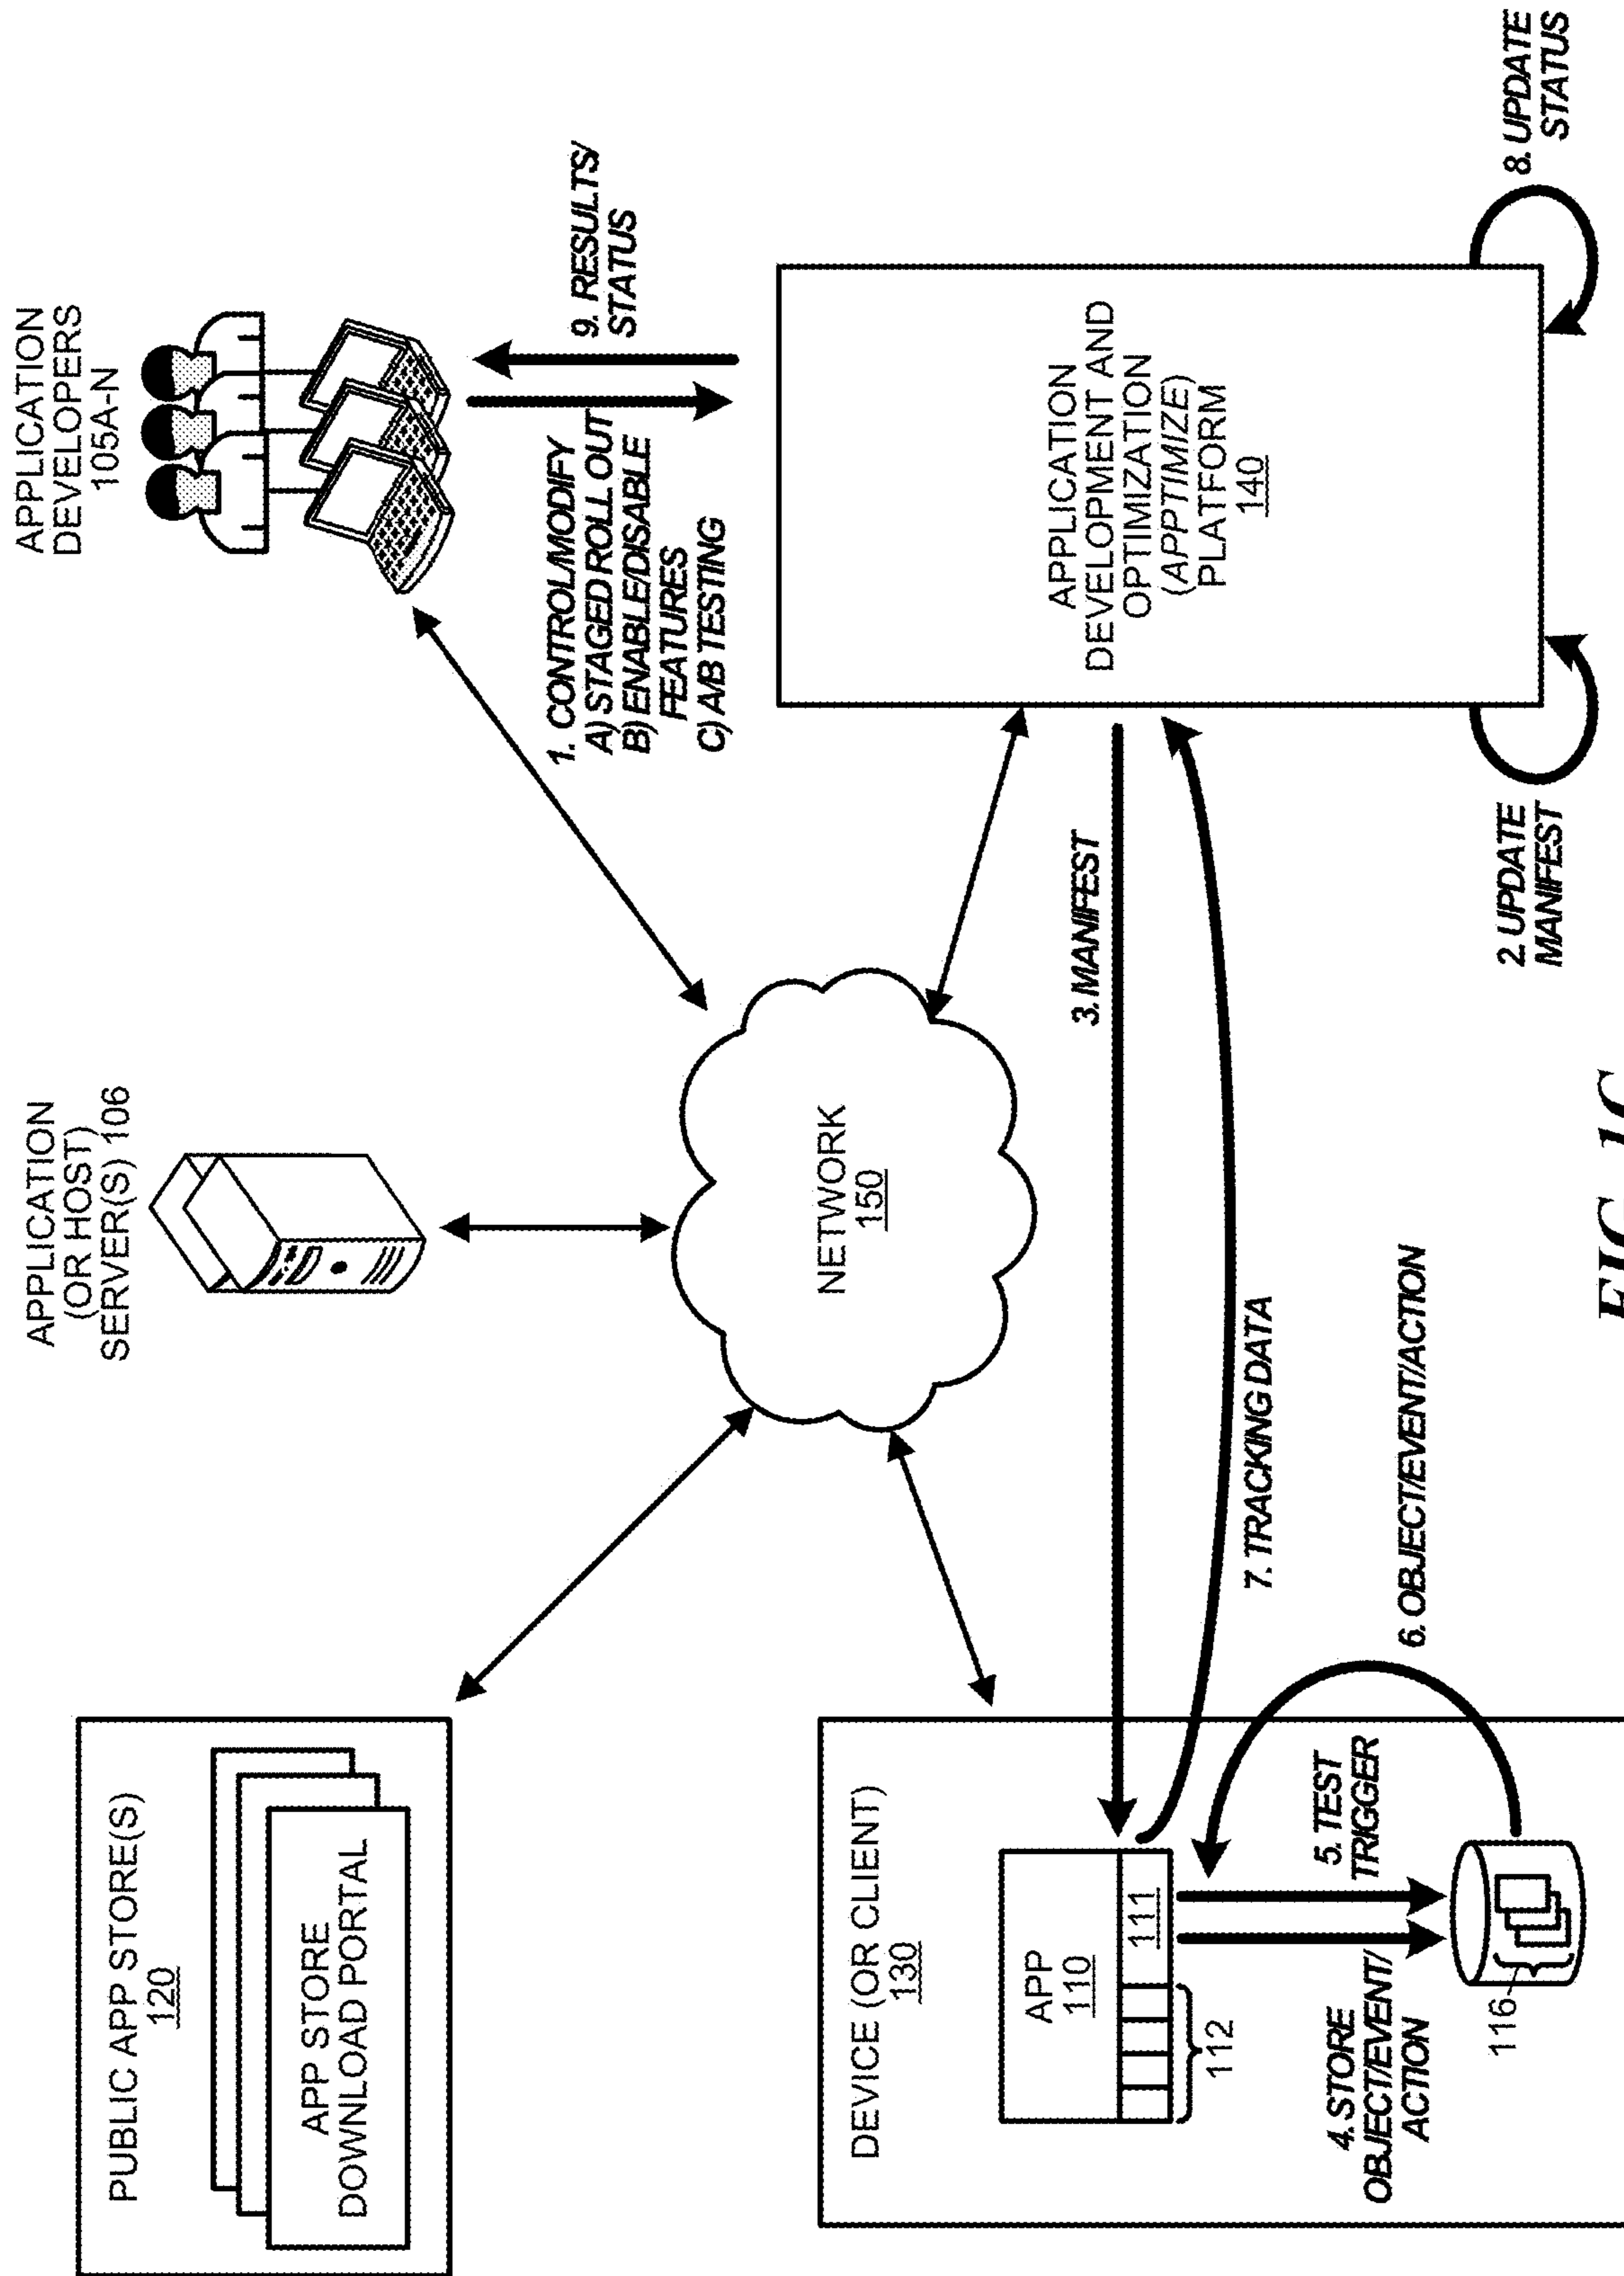 PUBLIC APP STORE(S)
120
APP STORE
DOWNLOAD PORTAL
APPLICATION
(OR HOST)
SERVER(S) 106
APPLICATION
DEVELOPERS
105A-N
NETWORK
150
1. CONTROL/MODIFY
A) STAGED ROLL OUT
B) ENABLE/DISABLE
FEATURES
C) A/B TESTING
9. RESULTS/
STATUS
DEVICE (OR CLIENT)
130
APP
110
111
112
3. MANIFEST
7. TRACKING DATA
4. STORE
OBJECT/EVENT/
ACTION
5. TEST
TRIGGER
6. OBJECT/EVENT/ACTION
116
APPLICATION
DEVELOPMENT AND
OPTIMIZATION
(APPTIMIZE)
PLATFORM
140
2. UPDATE
MANIFEST
8. UPDATE
STATUS
FIG. 1C